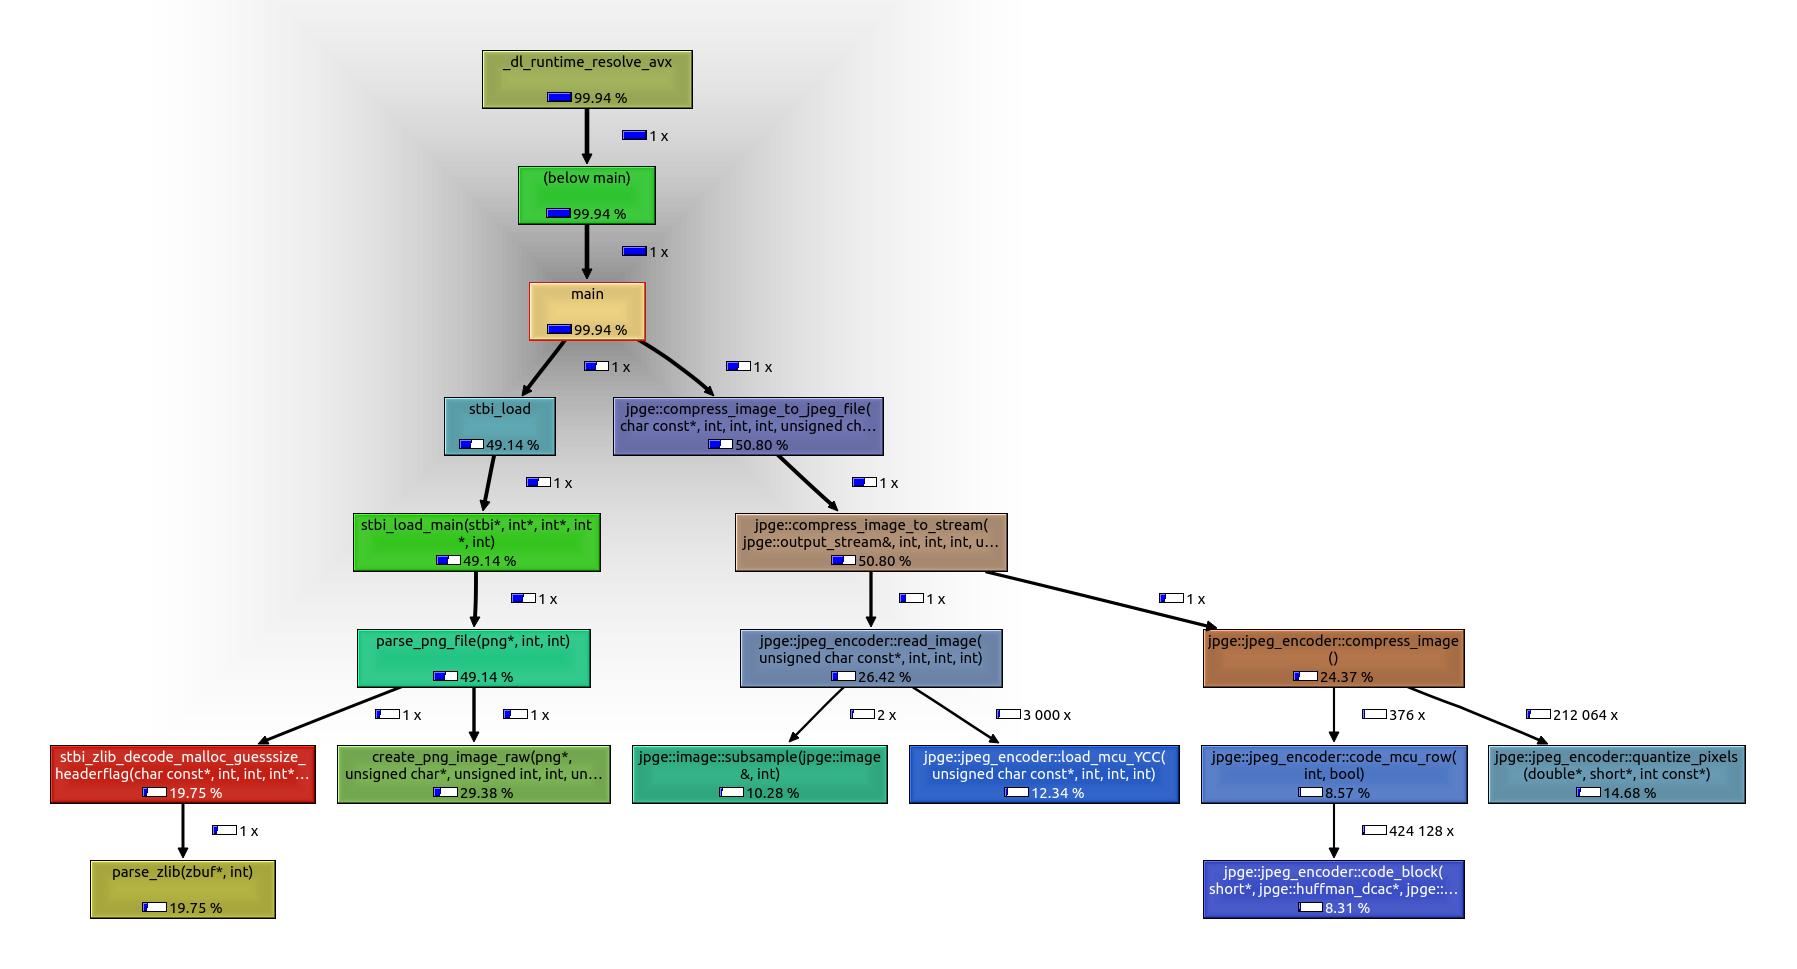 _dl_runtime_resolve_avx
99.94 %
1 x
(below main)
99.94 %
1 x
main
99.94 %
1 x
1 x
stbi_load
49.14 %
jpge::compress_image_to_jpeg_file(
char const*, int, int, int, unsigned ch...
50.80 %
1 x
1 x
stbi_load_main(stbi*, int*, int*, int
*, int)
49.14 %
jpge::compress_image_to_stream(
jpge::output_stream&, int, int, int, u...
50.80 %
1 x
1 x
1 x
parse_png_file(png*, int, int)
49.14 %
jpge::jpeg_encoder::read_image(
unsigned char const*, int, int, int)
26.42 %
jpge::jpeg_encoder::compress_image
()
24.37 %
1 x
1 x
2 x
3 000 x
376 x
212 064 x
stbi_zlib_decode_malloc_guesssize_
headerflag(char const*, int, int, int*...
19.75 %
create_png_image_raw(png*,
unsigned char*, unsigned int, int, un...
29.38 %
jpge::image::subsample(jpge::image
&, int)
10.28 %
jpge::jpeg_encoder::load_mcu_YCC(
unsigned char const*, int, int, int)
12.34 %
jpge::jpeg_encoder::code_mcu_row(
int, bool)
8.57 %
jpge::jpeg_encoder::quantize_pixels
(double*, short*, int const*)
14.68 %
1 x
424 128 x
parse_zlib(zbuf*, int)
19.75 %
jpge::jpeg_encoder::code_block(
short*, jpge::huffman_dcac*, jpge::...
8.31 %